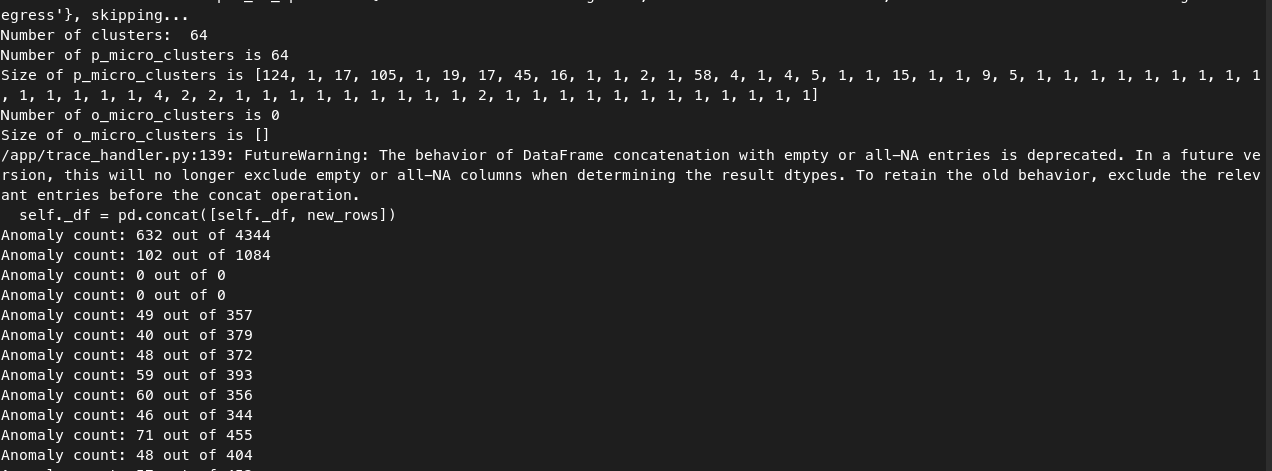 egress'}, skipping...
Number of clusters:  64
Number of p_micro_clusters is 64
Size of p_micro_clusters is [124, 1, 17, 105, 1, 19, 17, 45, 16, 1, 1, 2, 1, 58, 4, 1, 4, 5, 1, 1, 15, 1, 1, 9, 5, 1, 1, 1, 1, 1, 1, 1, 1, 1
, 1, 1, 1, 1, 1, 4, 2, 2, 1, 1, 1, 1, 1, 1, 1, 1, 1, 2, 1, 1, 1, 1, 1, 1, 1, 1, 1, 1, 1, 1]
Number of o_micro_clusters is 0
Size of o_micro_clusters is []
/app/trace_handler.py:139: FutureWarning: The behavior of DataFrame concatenation with empty or all-NA entries is deprecated. In a future ve
rsion, this will no longer exclude empty or all-NA columns when determining the result dtypes. To retain the old behavior, exclude the relev
ant entries before the concat operation.
  self._df = pd.concat([self._df, new_rows])
Anomaly count: 632 out of 4344
Anomaly count: 102 out of 1084
Anomaly count: 0 out of 0
Anomaly count: 0 out of 0
Anomaly count: 49 out of 357
Anomaly count: 40 out of 379
Anomaly count: 48 out of 372
Anomaly count: 59 out of 393
Anomaly count: 60 out of 356
Anomaly count: 46 out of 344
Anomaly count: 71 out of 455
Anomaly count: 48 out of 404